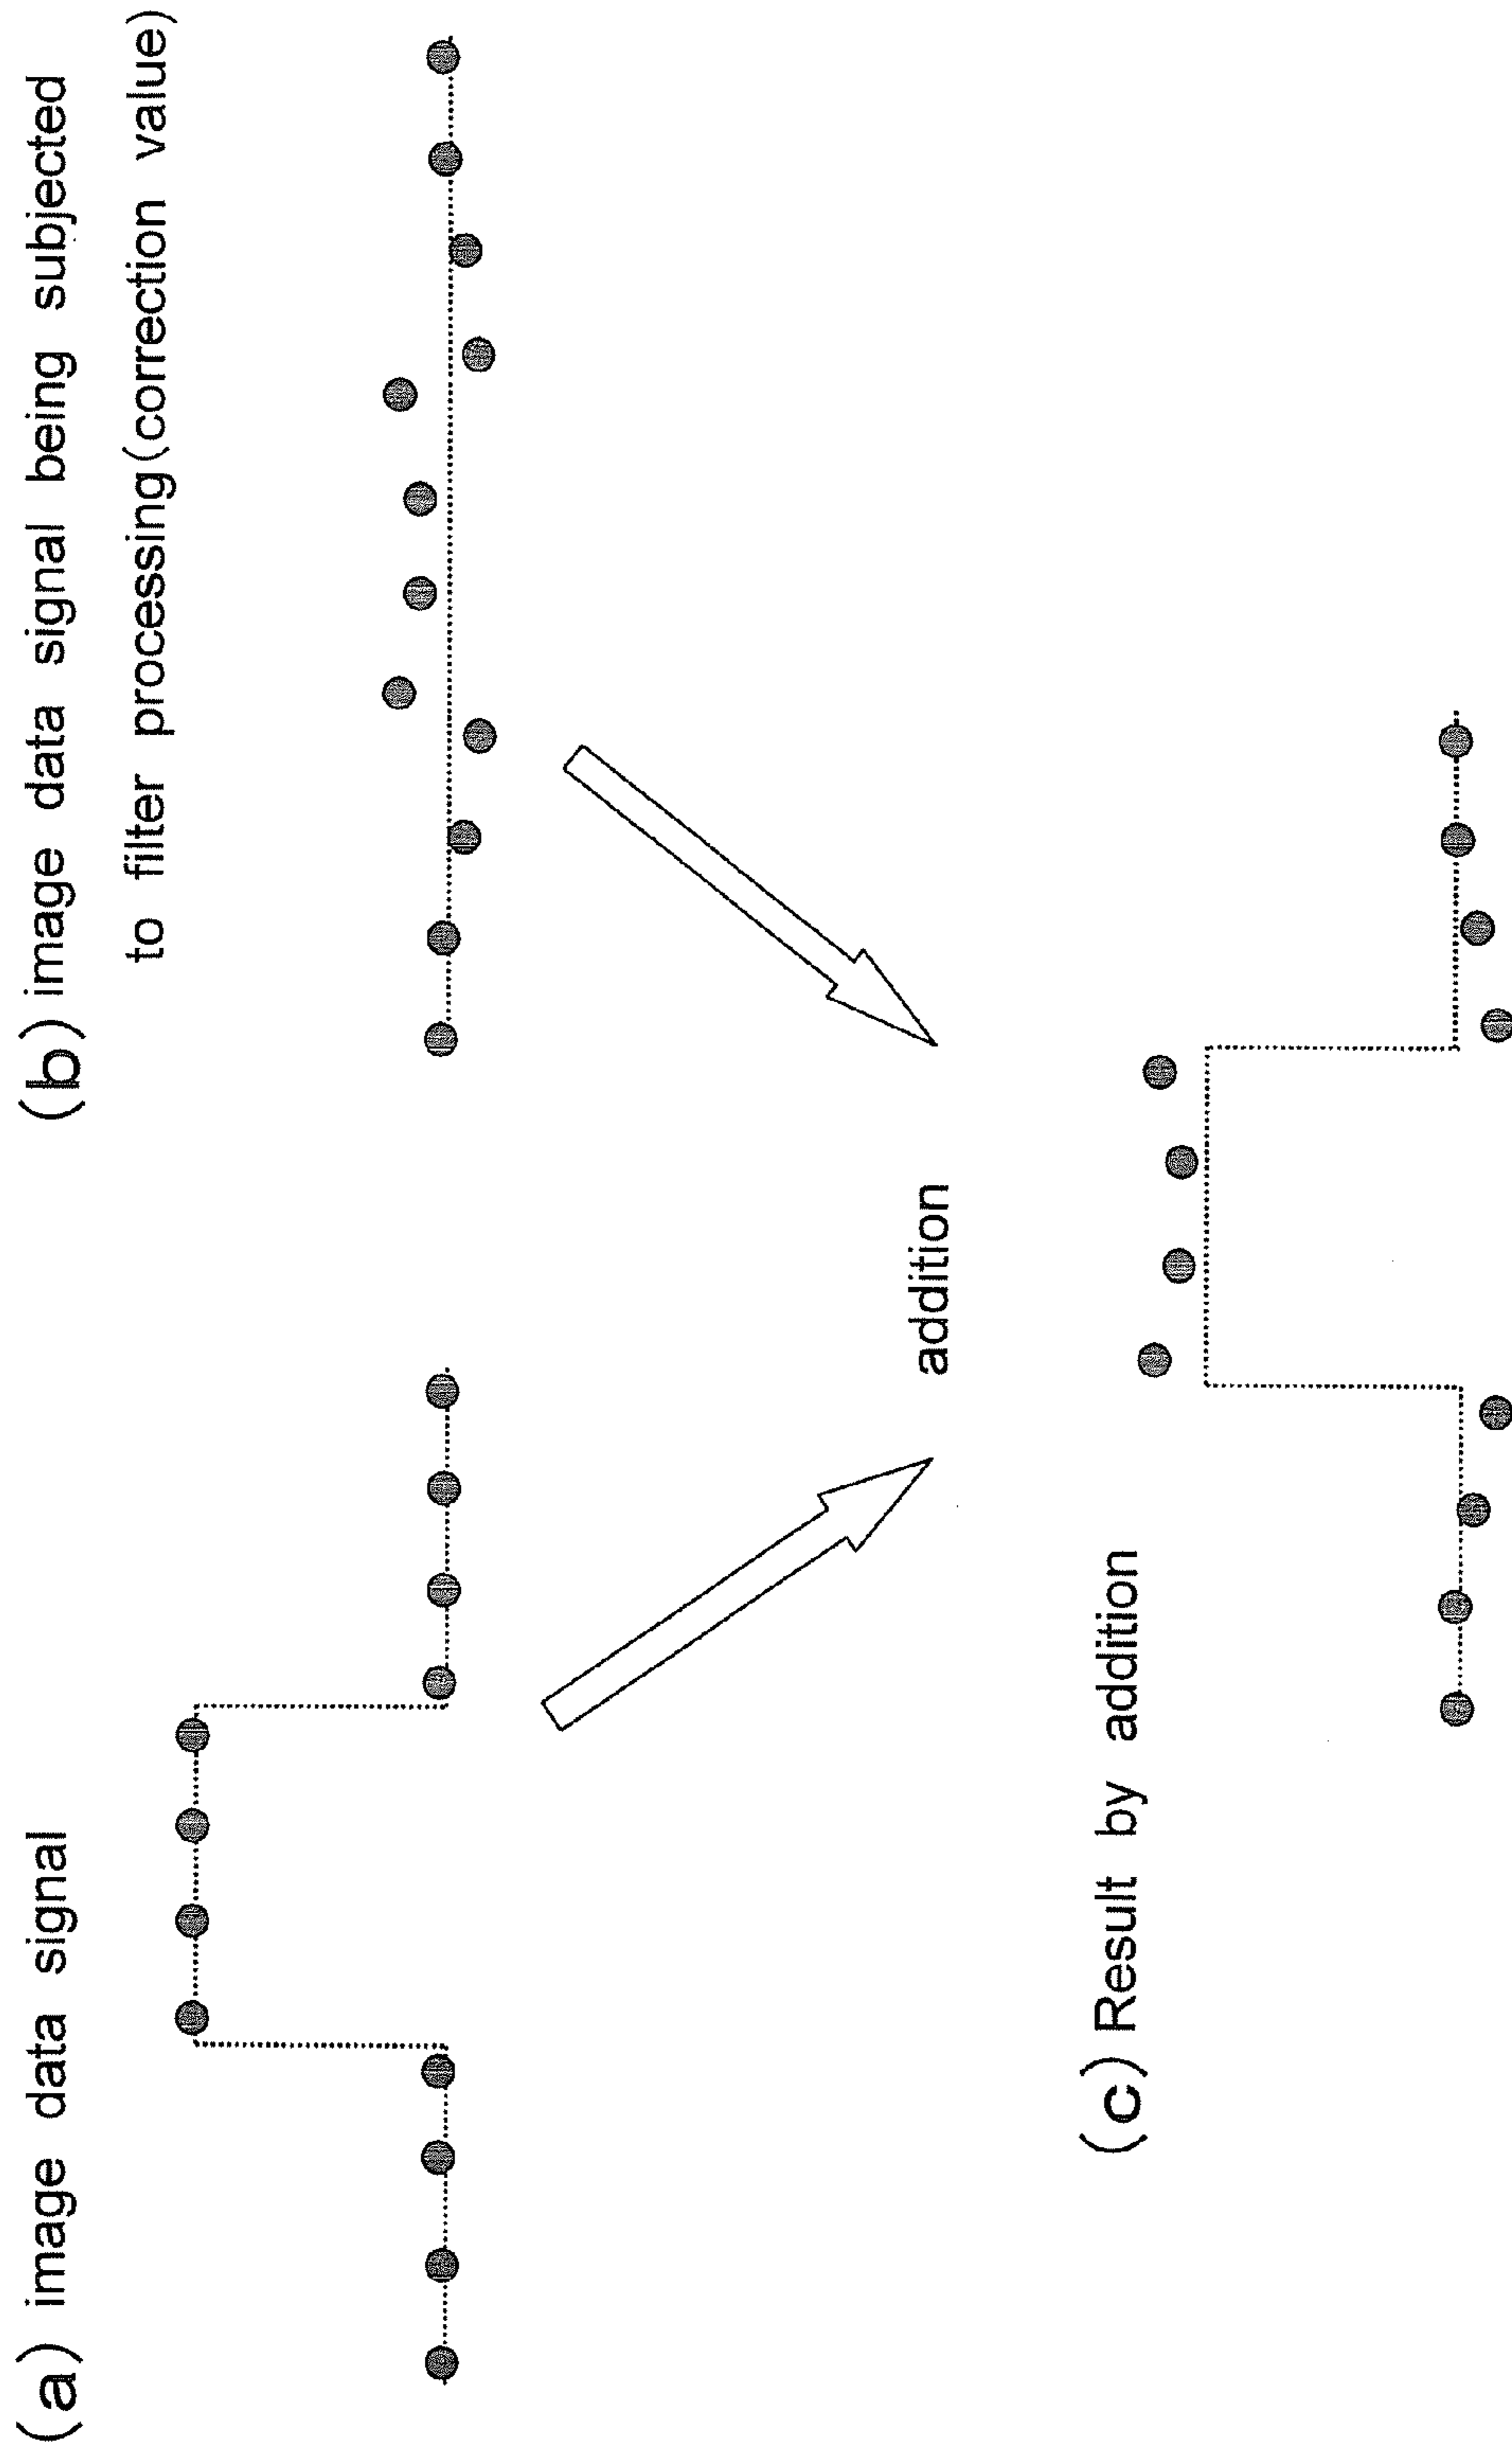 (a) image data signal
(b) image data signal being subjected
to filter processing(correction value)
addition
(c) Result by addition